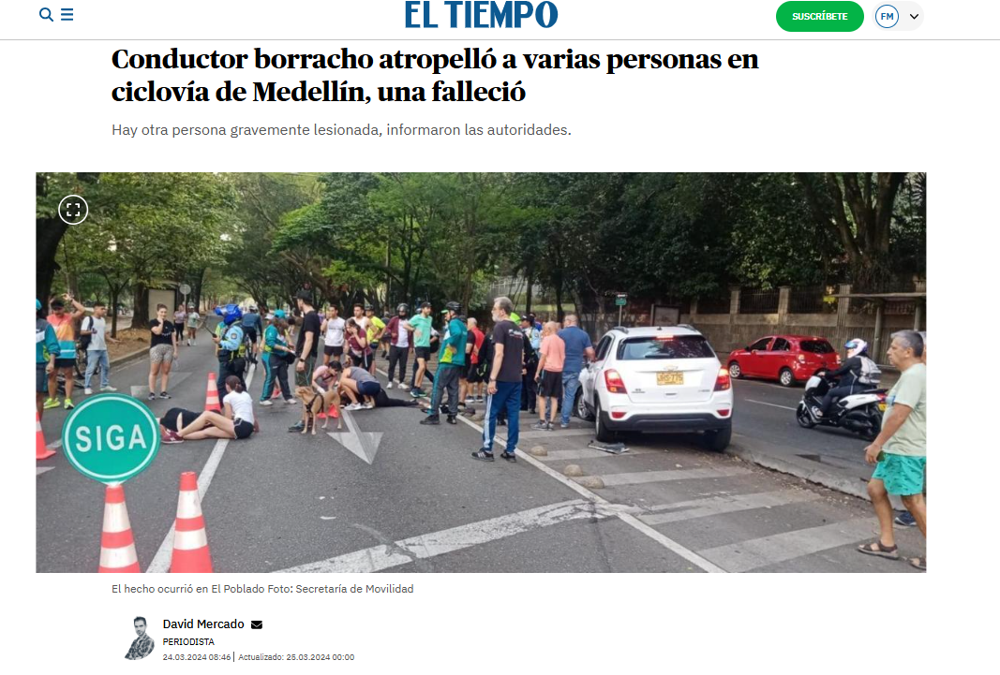 EL TIEMPO
SUSCRÍBETE
FM
Conductor borracho atropelló a varias personas en
ciclovía de Medellín, una falleció
Hay otra persona gravemente lesionada, informaron las autoridades.
SIGA
El hecho ocurrió en El Poblado Foto: Secretaría de Movilidad
David Mercado
PERIODISTA
24.03.2024 08:46 | Actualizado: 25.03.2024 00:00